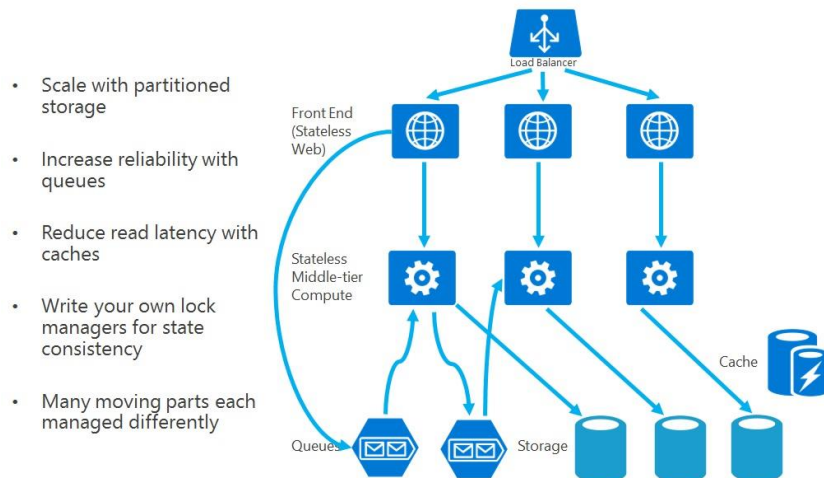 • Scale with partitioned
storage
• Increase reliability with
queues
• Reduce read latency with
caches
• Write your own lock
managers for state
consistency
• Many moving parts each
managed differently
Load Balancer
Front End
(Stateless
Web)
Stateless
Middle-tier
Compute
Cache
Queues
Storage